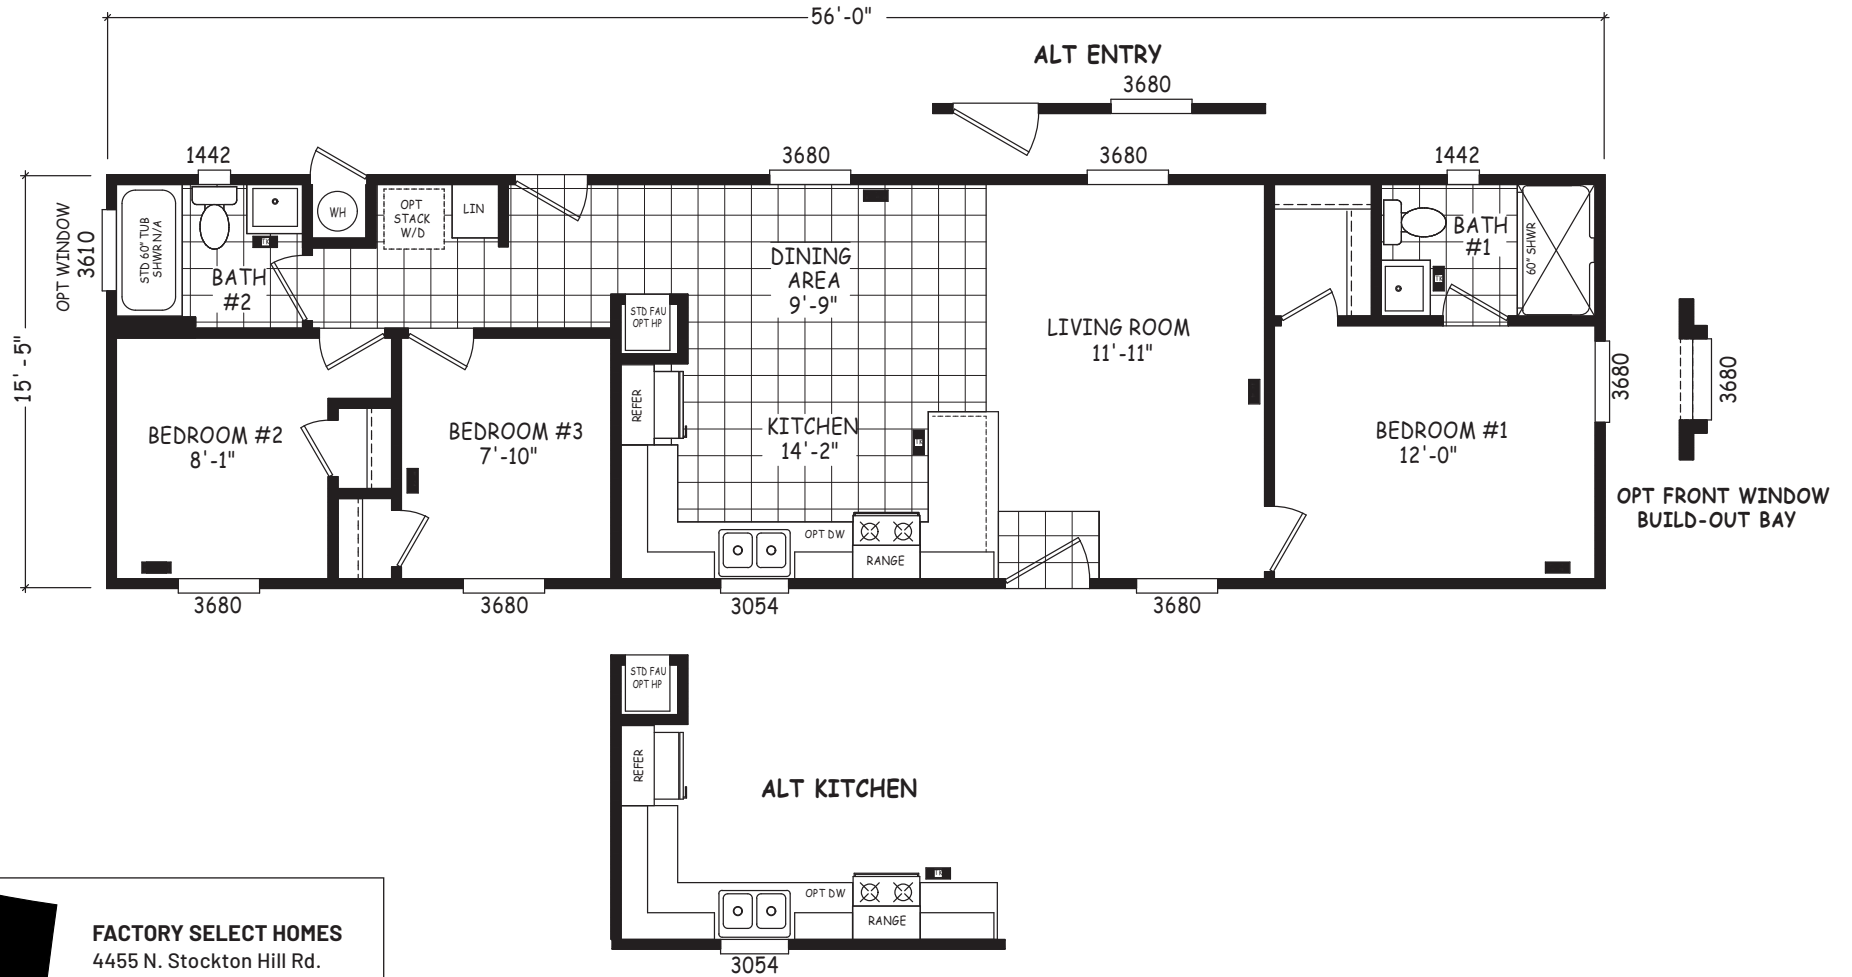 56'-0"
ALT ENTRY
3680
1442
3680
3680
1442
OPT WINDOW
3610
STD 60" TUB
SHWR N/A
BATH
#2
WH
OPT
STACK
W/D
LIN
DINING
AREA
9'-9"
LIVING ROOM
11'-11"
BATH
#1
60" SHWR
15'-5"
STD FAU
OPT HP
REFER
KITCHEN
14'-2"
BEDROOM #2
8'-1"
BEDROOM #3
7'-10"
BEDROOM #1
12'-0"
3680
3680
OPT FRONT WINDOW
BUILD-OUT BAY
OPT DW
RANGE
3680
3680
3054
3680
STD FAU
OPT HP
REFER
ALT KITCHEN
OPT DW
RANGE
3054
FACTORY SELECT HOMES
4455 N. Stockton Hill Rd.